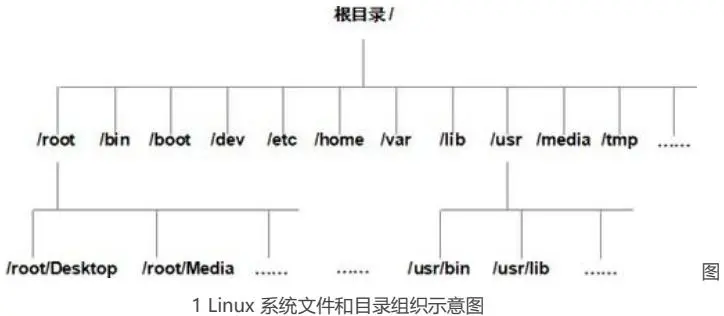 根目录 /
/root /bin /boot /dev /etc /home /var /lib /usr /media /tmp ……
/root/Desktop /root/Media …… …… /usr/bin /usr/lib …… 图
1 Linux 系统文件和目录组织示意图